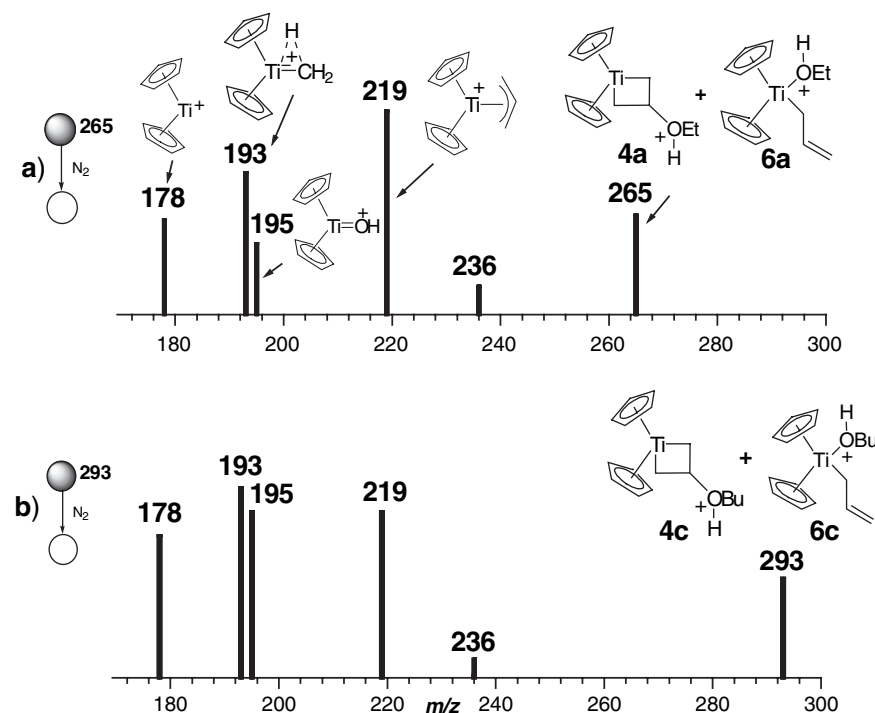 a)
265
N2
178
Ti+
193
H
Ti=CH2
+
195
Ti=OH
+
219
Ti
+
236
265
Ti
OEt
+
H
4a
+
H
OEt
Ti
+
6a
180 200 220 240 260 280 300
b)
293
N2
178
193
195
219
236
293
Ti
OBu
+
H
4c
+
H
OBu
Ti
+
6c
180 200 220 240 260 280 300
m/z